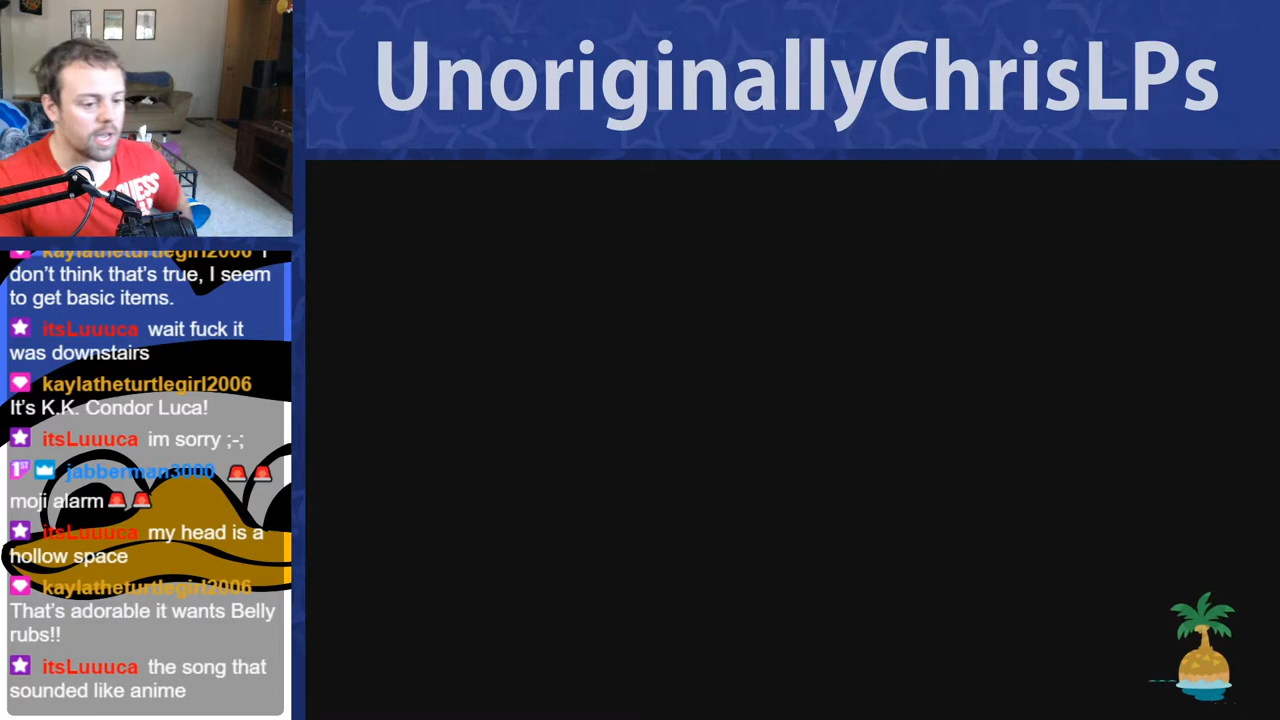 UnoriginallyChrisLPs
kaylatheturtlegirl2006 I
don't think that's true, I seem
to get basic items.
itsLuuuca wait fuck it
was downstairs
kaylatheturtlegirl2006
It's K.K. Condor Luca!
itsLuuuca im sorry ;-;
1ST jabberman3000 🚨🚨
moji alarm🚨🚨
itsLuuuca my head is a
hollow space
kaylatheturtlegirl2006
That's adorable it wants Belly
rubs!!
itsLuuuca the song that
sounded like anime